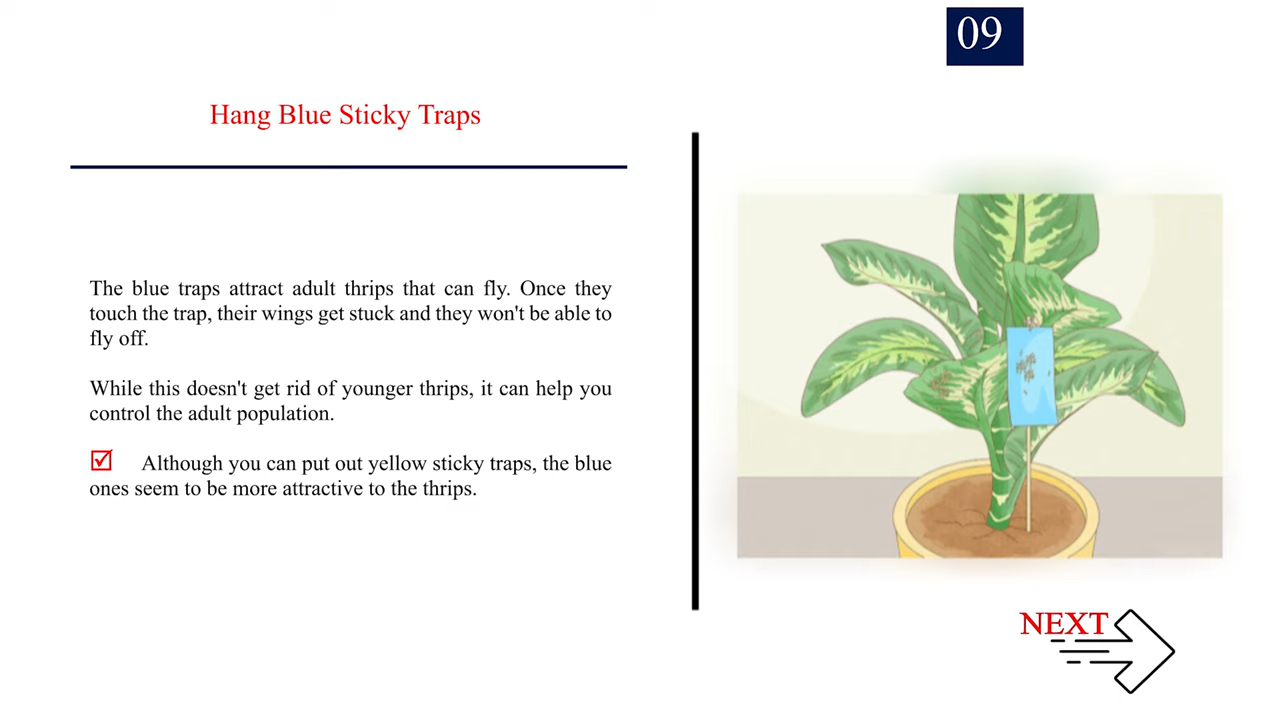 09
Hang Blue Sticky Traps
The blue traps attract adult thrips that can fly. Once they
touch the trap, their wings get stuck and they won't be able to
fly off.
While this doesn't get rid of younger thrips, it can help you
control the adult population.
Although you can put out yellow sticky traps, the blue
ones seem to be more attractive to the thrips.
NEXT